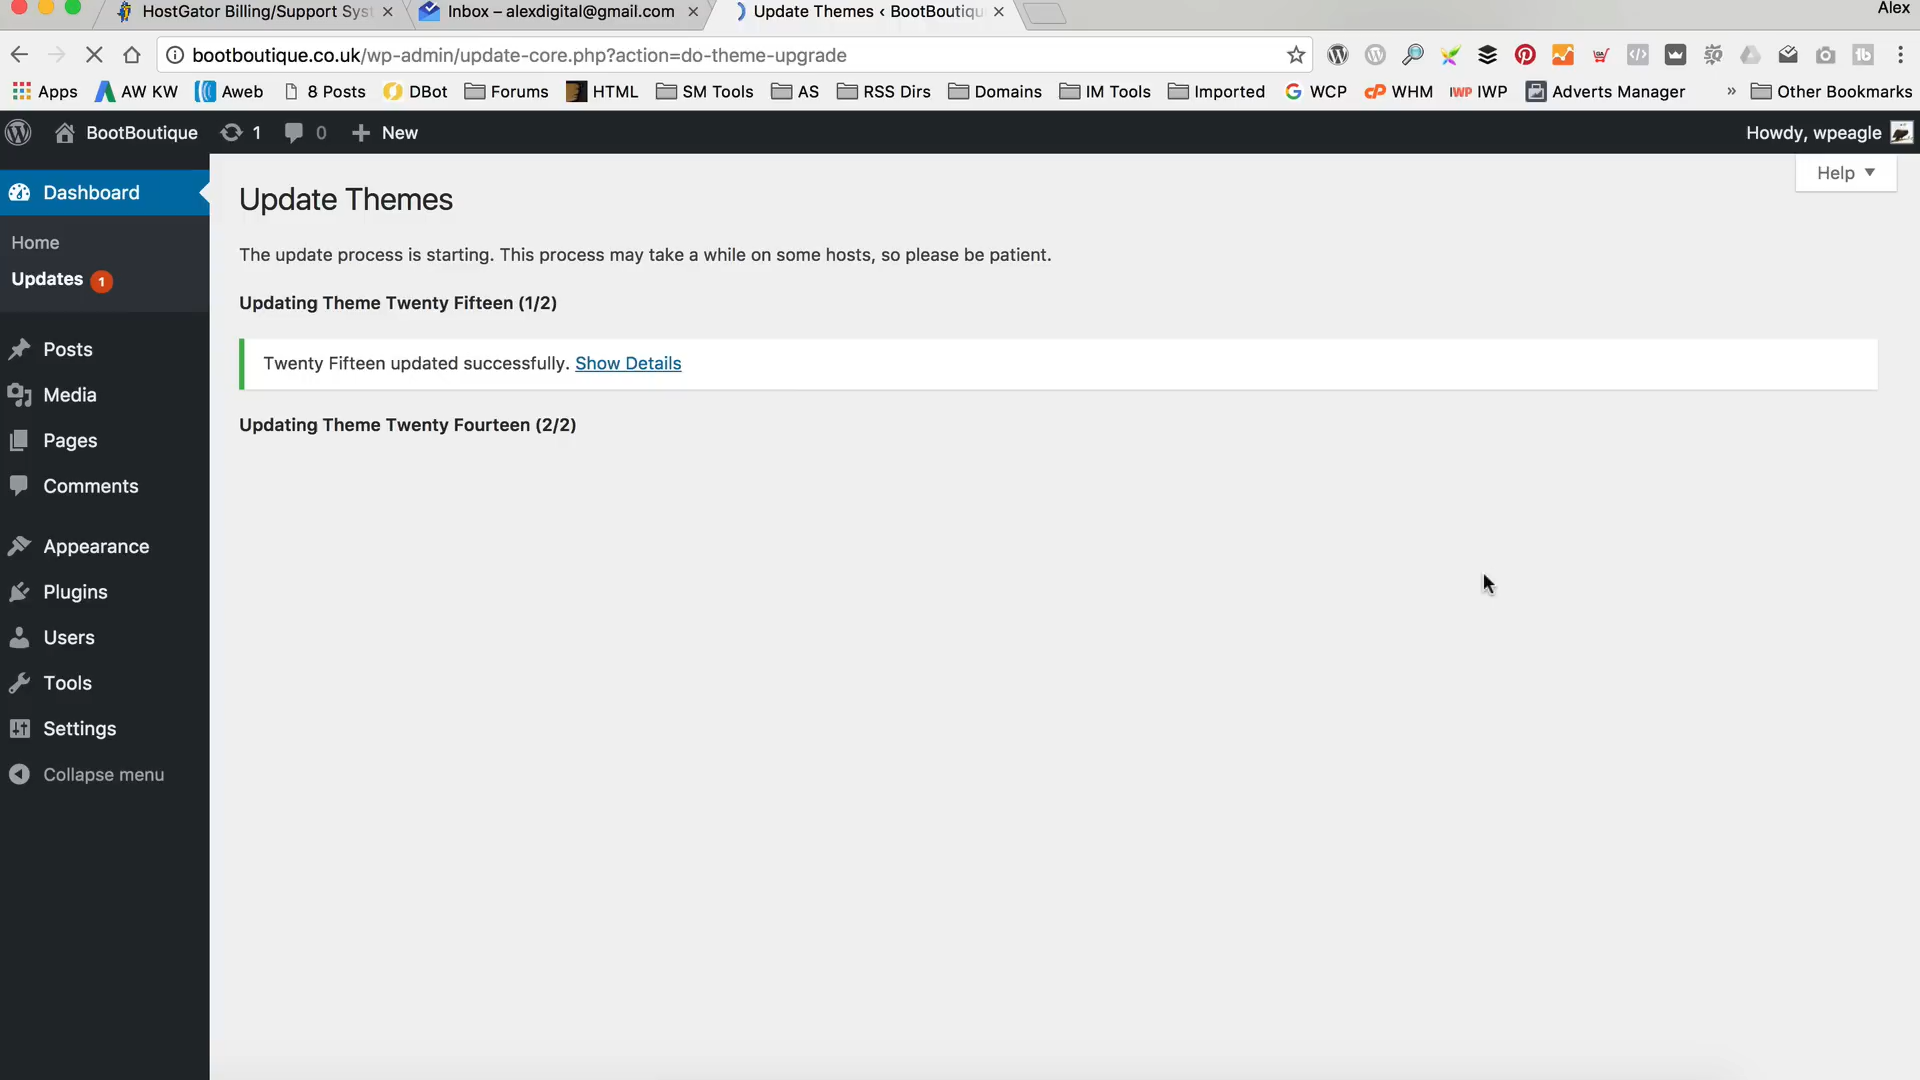 HostGator Billing/Support Syst
Inbox – alexdigital@gmail.com
Update Themes ‹ BootBoutiqu
Alex
bootboutique.co.uk/wp-admin/update-core.php?action=do-theme-upgrade
Apps AW KW Aweb 8 Posts DBot Forums HTML SM Tools AS RSS Dirs Domains IM Tools Imported WCP WHM IWP Adverts Manager » Other Bookmarks
BootBoutique 1 0 + New
Howdy, wpeagle
Help
Dashboard
Home
Updates 1
Posts
Media
Pages
Comments
Appearance
Plugins
Users
Tools
Settings
Collapse menu
Update Themes
The update process is starting. This process may take a while on some hosts, so please be patient.
Updating Theme Twenty Fifteen (1/2)
Twenty Fifteen updated successfully. Show Details
Updating Theme Twenty Fourteen (2/2)